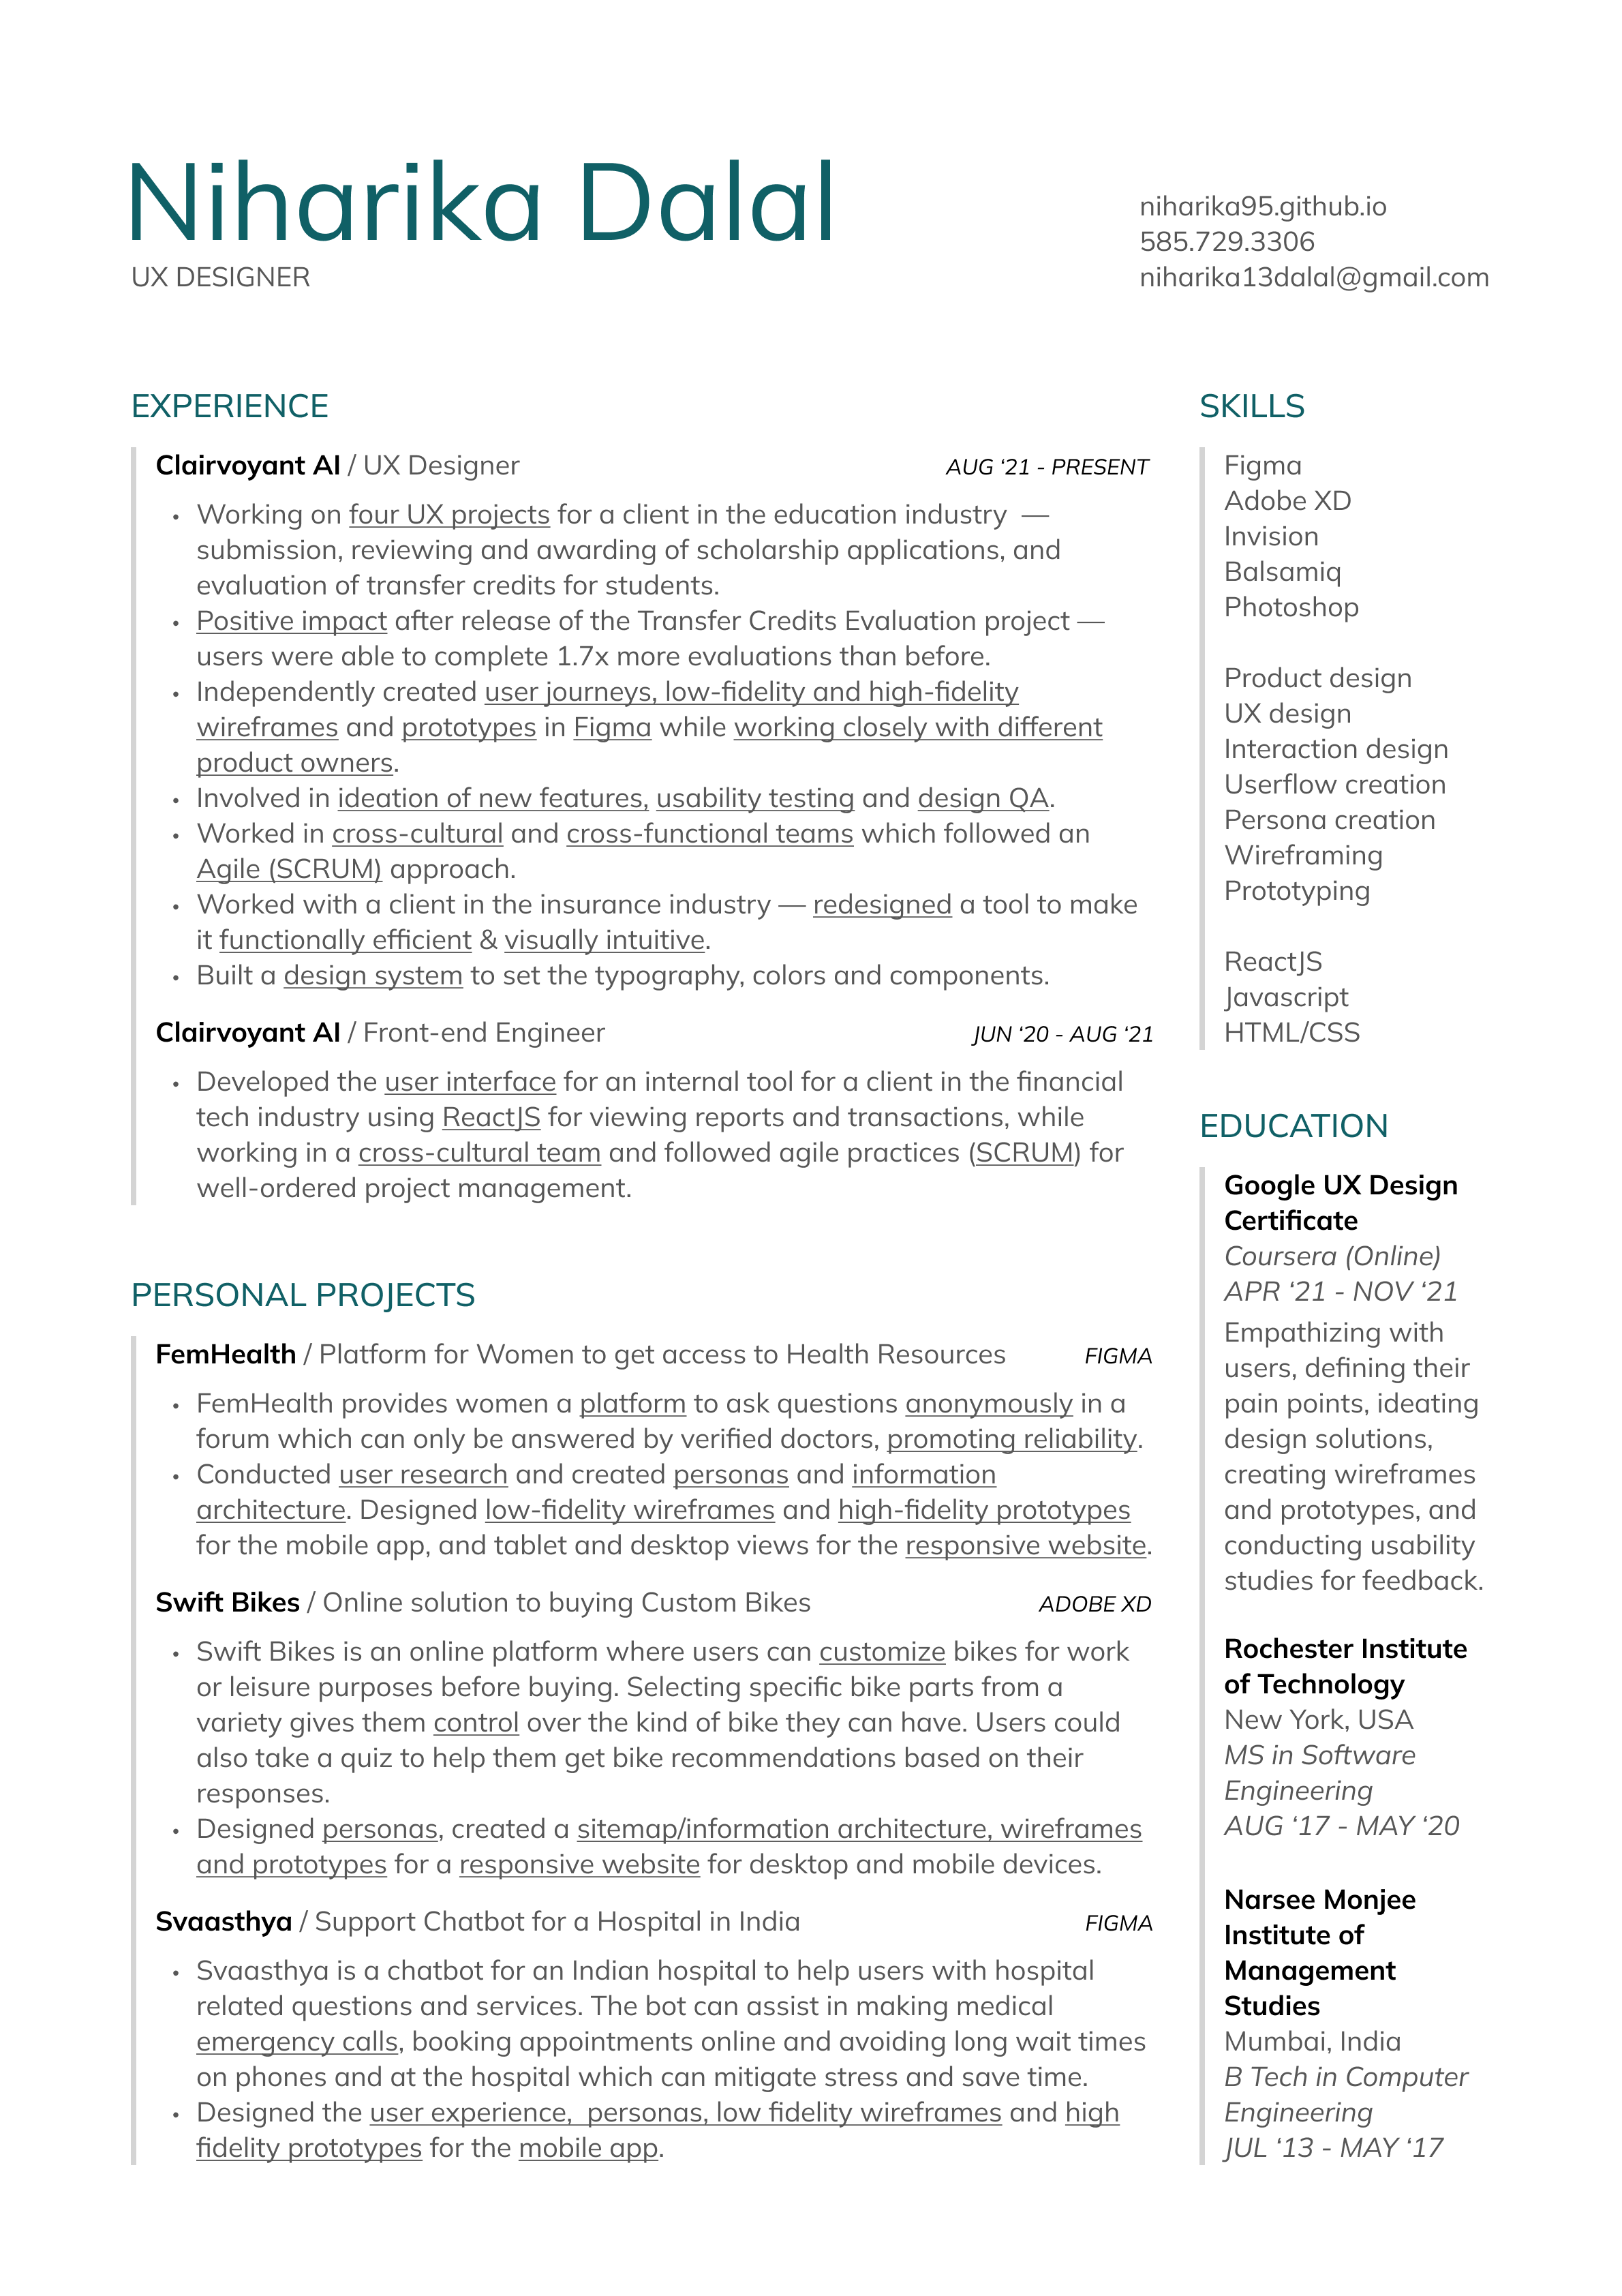 Niharika Dalal
UX DESIGNER
niharika95.github.io
585.729.3306
niharika13dalal@gmail.com
EXPERIENCE
Clairvoyant AI / UX Designer AUG ‘21 - PRESENT
• Working on four UX projects for a client in the education industry  —
submission, reviewing and awarding of scholarship applications, and
evaluation of transfer credits for students.
• Positive impact after release of the Transfer Credits Evaluation project —
users were able to complete 1.7x more evaluations than before.
• Independently created user journeys, low-fidelity and high-fidelity
wireframes and prototypes in Figma while working closely with different
product owners.
• Involved in ideation of new features, usability testing and design QA.
• Worked in cross-cultural and cross-functional teams which followed an
Agile (SCRUM) approach.
• Worked with a client in the insurance industry — redesigned a tool to make
it functionally efficient & visually intuitive.
• Built a design system to set the typography, colors and components.
Clairvoyant AI / Front-end Engineer JUN ‘20 - AUG ‘21
• Developed the user interface for an internal tool for a client in the financial
tech industry using ReactJS for viewing reports and transactions, while
working in a cross-cultural team and followed agile practices (SCRUM) for
well-ordered project management.
PERSONAL PROJECTS
FemHealth / Platform for Women to get access to Health Resources FIGMA
• FemHealth provides women a platform to ask questions anonymously in a
forum which can only be answered by verified doctors, promoting reliability.
• Conducted user research and created personas and information
architecture. Designed low-fidelity wireframes and high-fidelity prototypes
for the mobile app, and tablet and desktop views for the responsive website.
Swift Bikes / Online solution to buying Custom Bikes ADOBE XD
• Swift Bikes is an online platform where users can customize bikes for work
or leisure purposes before buying. Selecting specific bike parts from a
variety gives them control over the kind of bike they can have. Users could
also take a quiz to help them get bike recommendations based on their
responses.
• Designed personas, created a sitemap/information architecture, wireframes
and prototypes for a responsive website for desktop and mobile devices.
Svaasthya / Support Chatbot for a Hospital in India FIGMA
• Svaasthya is a chatbot for an Indian hospital to help users with hospital
related questions and services. The bot can assist in making medical
emergency calls, booking appointments online and avoiding long wait times
on phones and at the hospital which can mitigate stress and save time.
• Designed the user experience,  personas, low fidelity wireframes and high
fidelity prototypes for the mobile app.
SKILLS
Figma
Adobe XD
Invision
Balsamiq
Photoshop
Product design
UX design
Interaction design
Userflow creation
Persona creation
Wireframing
Prototyping
ReactJS
Javascript
HTML/CSS
EDUCATION
Google UX Design
Certificate
Coursera (Online)
APR ‘21 - NOV ‘21
Empathizing with
users, defining their
pain points, ideating
design solutions,
creating wireframes
and prototypes, and
conducting usability
studies for feedback.
Rochester Institute
of Technology
New York, USA
MS in Software
Engineering
AUG ‘17 - MAY ‘20
Narsee Monjee
Institute of
Management
Studies
Mumbai, India
B Tech in Computer
Engineering
JUL ‘13 - MAY ‘17